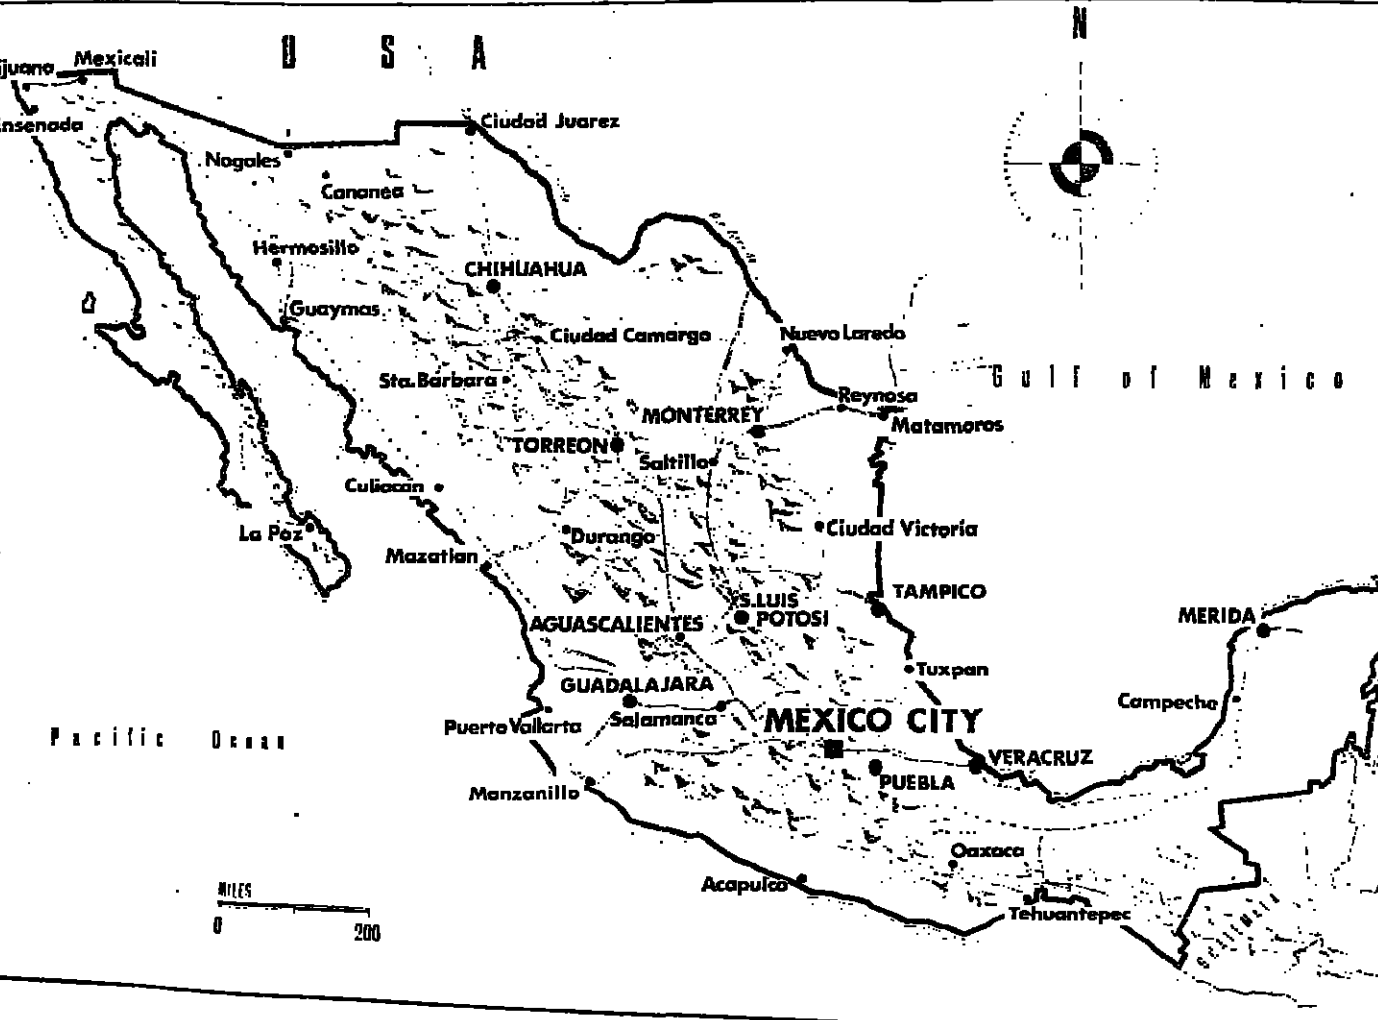 N
U S A
Mexicali
ijuana
Ensenada
Ciudad Juarez
Nogales
Cananea
Hermosillo
CHIHUAHUA
Guaymas
Ciudad Camargo
Nuevo Laredo
Gulf of Mexico
Sta. Barbara
Reynosa
MONTERREY
Matamoros
TORREON
Saltillo
Culiacan
Ciudad Victoria
La Paz
Durango
Mazatlan
TAMPICO
S. LUIS
POTOSI
MERIDA
AGUASCALIENTES
Tuxpan
GUADALAJARA
Campeche
Salamanca
MEXICO CITY
Puerto Vallarta
Pacific Ocean
VERACRUZ
PUEBLA
Manzanillo
Oaxaca
Acapulco
MILES
0 200
Tehuantepec
GUATEMALA